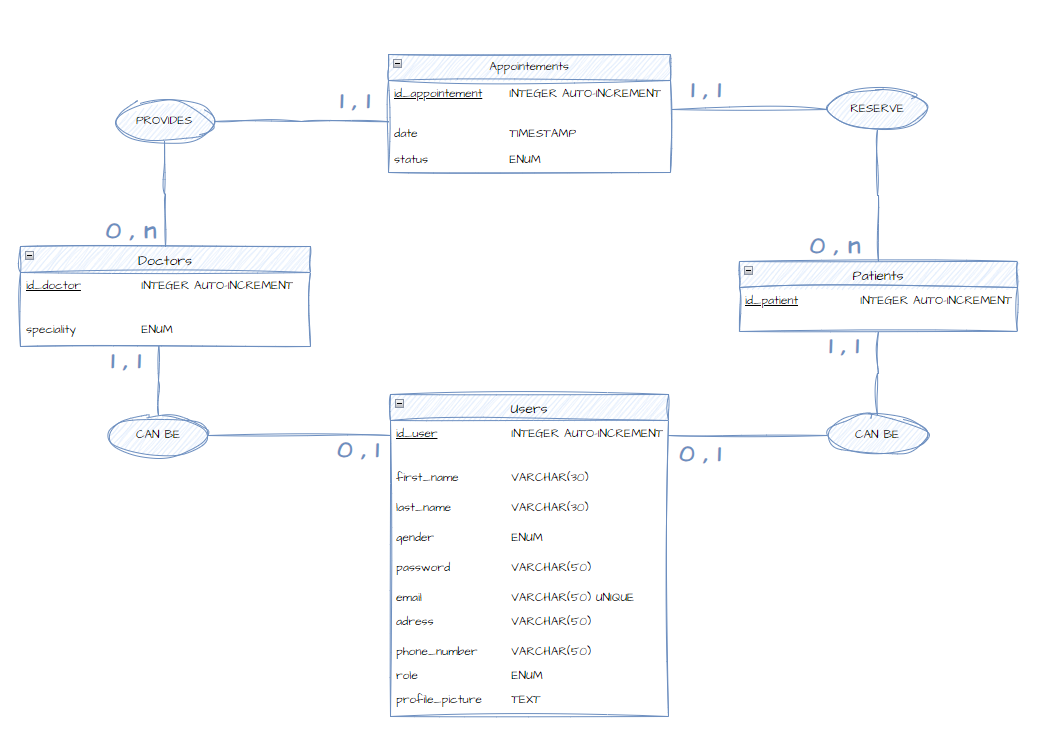 Appointements
id_appointement INTEGER AUTO-INCREMENT
date TIMESTAMP
status ENUM
1,1
1,1
PROVIDES
RESERVE
0,n
0,n
Doctors
id_doctor INTEGER AUTO-INCREMENT
speciality ENUM
Patients
id_patient INTEGER AUTO-INCREMENT
1,1
1,1
CAN BE
CAN BE
0,1
0,1
Users
id_user INTEGER AUTO-INCREMENT
first_name VARCHAR(30)
last_name VARCHAR(30)
gender ENUM
password VARCHAR(50)
email VARCHAR(50) UNIQUE
adress VARCHAR(50)
phone_number VARCHAR(50)
role ENUM
profile_picture TEXT